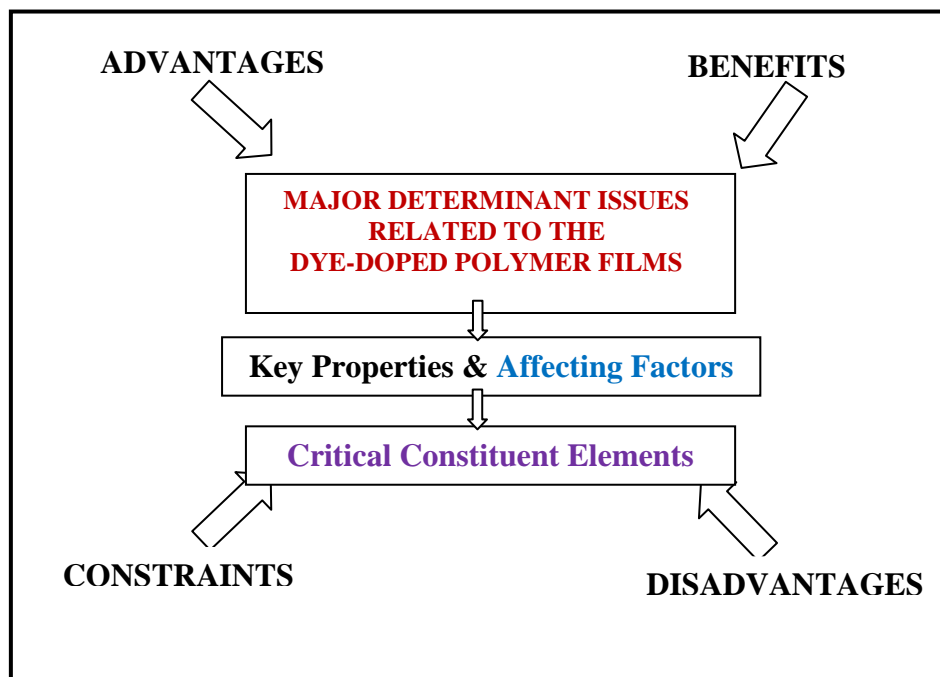 ADVANTAGES
BENEFITS
MAJOR DETERMINANT ISSUES
RELATED TO THE
DYE-DOPED POLYMER FILMS
Key Properties & Affecting Factors
Critical Constituent Elements
CONSTRAINTS
DISADVANTAGES